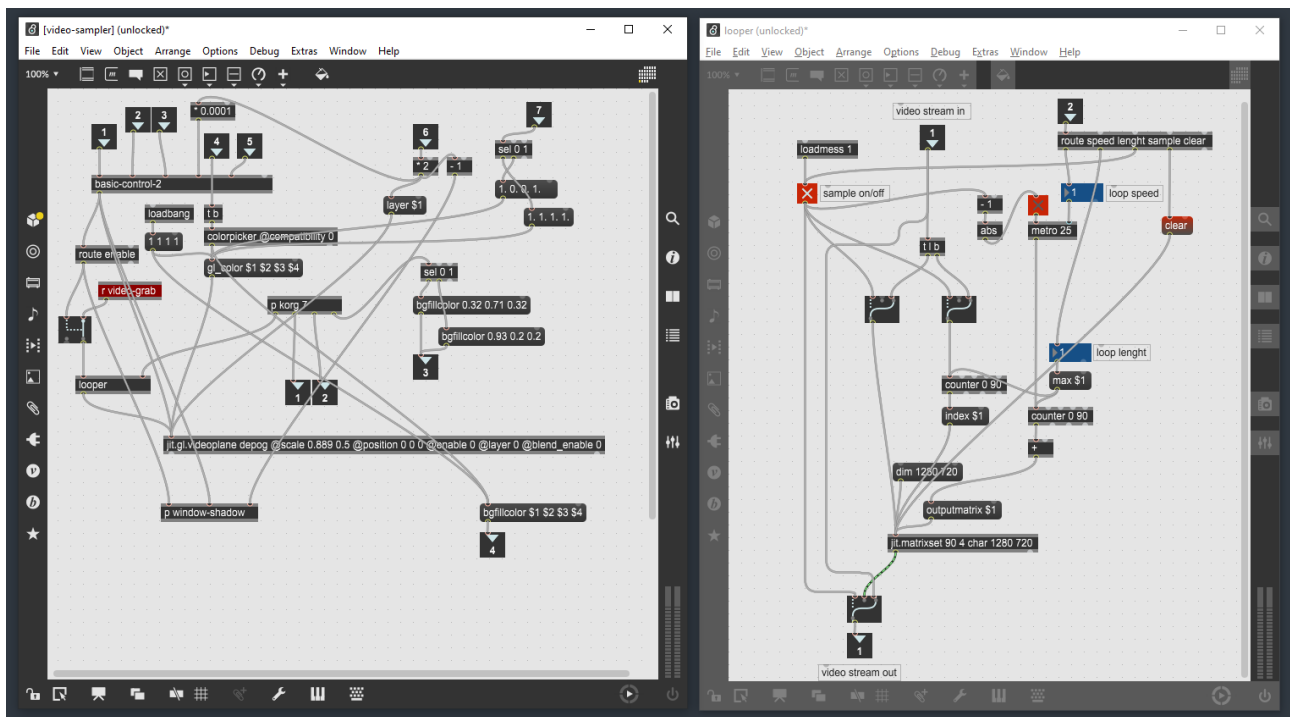 [video-sampler] (unlocked)*
File Edit View Object Arrange Options Debug Extras Window Help
100%
* 0.0001
1
2
3
4
5
6
7
sel 0 1
* 2
- 1
basic-control-2
1. 0. 0. 1.
layer $1
loadbang
t b
1. 1. 1. 1.
1 1 1 1
colorpicker @compatibility 0
route enable
gl_color $1 $2 $3 $4
sel 0 1
r video-grab
p korg 7
bgfillcolor 0.32 0.71 0.32
bgfillcolor 0.93 0.2 0.2
3
looper
1
2
jit.gl.videoplane depog @scale 0.889 0.5 @position 0 0 0 @enable 0 @layer 0 @blend_enable 0
p window-shadow
bgfillcolor $1 $2 $3 $4
4
looper (unlocked)*
File Edit View Object Arrange Options Debug Extras Window Help
100%
video stream in
2
1
route speed lenght sample clear
loadmess 1
sample on/off
1
loop speed
- 1
clear
abs
metro 25
t l b
1
loop lenght
counter 0 90
max $1
index $1
counter 0 90
+
dim 1280 720
outputmatrix $1
jit.matrixset 90 4 char 1280 720
1
video stream out